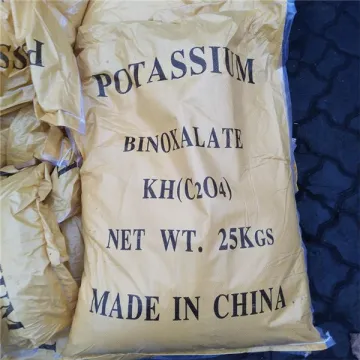 POTASSIUM
BINOXALATE
KH(C2O4)
NET WT. 25KGS
MADE IN CHINA